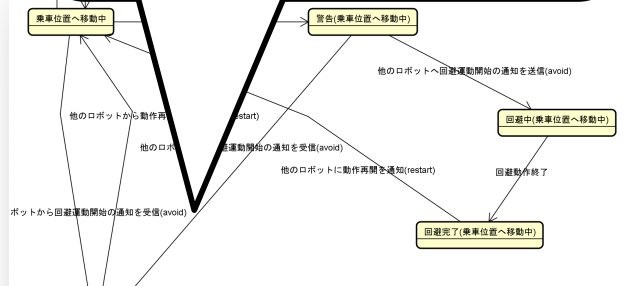 乗車位置へ移動中
警告(乗車位置へ移動中)
他のロボットへ回避運動開始の通知を送信(avoid)
他のロボットから動作再
start)
回避中(乗車位置へ移動中)
他のロボ
避運動開始の通知を受信(avoid)
他のロボットに動作再開を通知(restart)
回避動作終了
ボットから回避運動開始の通知を受信(avoid)
回避完了(乗車位置へ移動中)